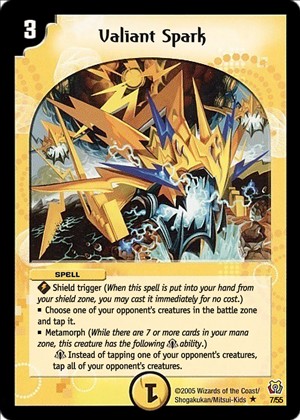 3
Valiant Spark
SPELL
Shield trigger (When this spell is put into your hand from
your shield zone, you may cast it immediately for no cost.)
■ Choose one of your opponent's creatures in the battle zone
and tap it.
■ Metamorph (While there are 7 or more cards in your mana
zone, this creature has the following ability.)
Instead of tapping one of your opponent's creatures,
tap all of your opponent's creatures.
1
©2005 Wizards of the Coast/
Shogakukan/Mitsui-Kids ★ 7/55